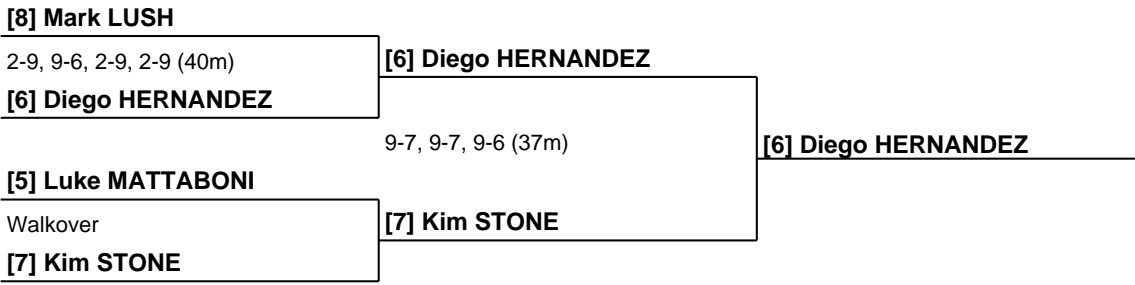 [8] Mark LUSH
2-9, 9-6, 2-9, 2-9 (40m)
[6] Diego HERNANDEZ
[6] Diego HERNANDEZ
9-7, 9-7, 9-6 (37m)
[6] Diego HERNANDEZ
[5] Luke MATTABONI
Walkover
[7] Kim STONE
[7] Kim STONE